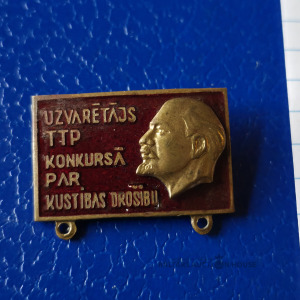 UZVARĒTĀJS
TTP
KONKURSĀ
PAR
KUSTĪBAS DROŠĪBU